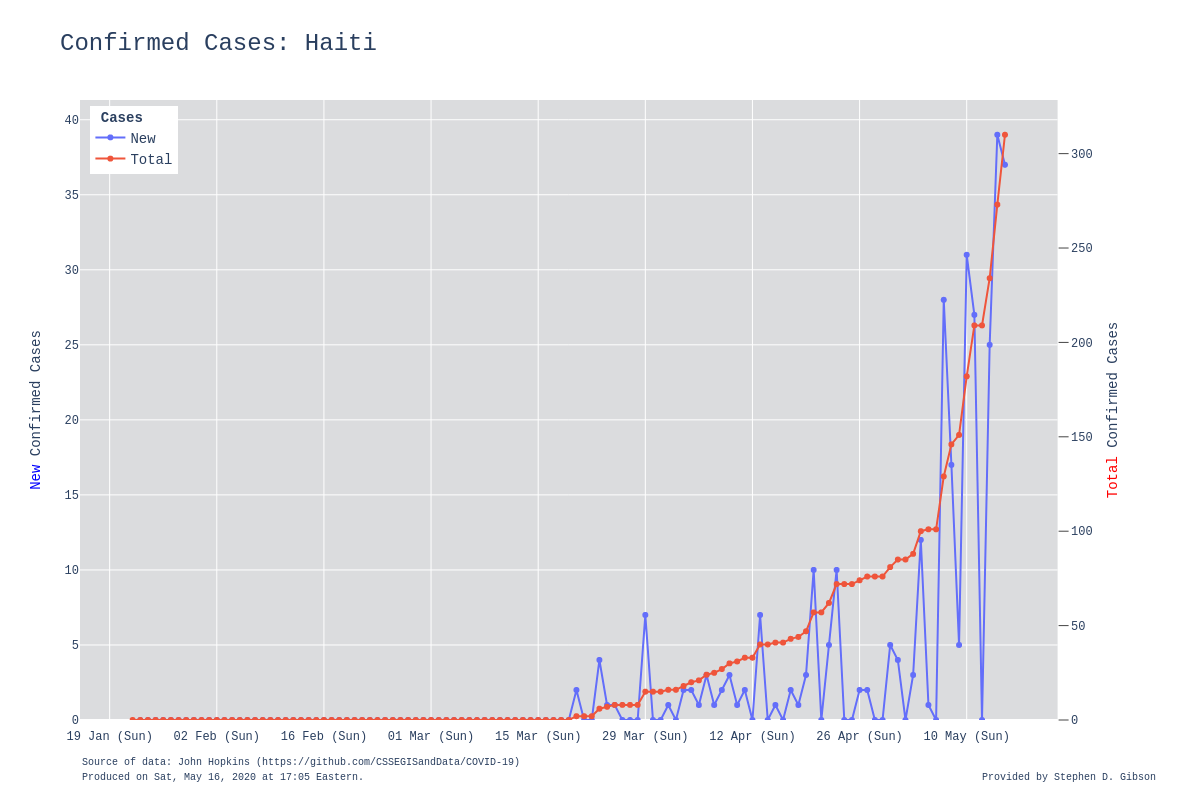 Confirmed Cases: Haiti
Cases
New
Total
40
35
30
25
20
15
10
5
0
New Confirmed Cases
300
250
200
150
100
50
0
Total Confirmed Cases
19 Jan (Sun) 02 Feb (Sun) 16 Feb (Sun) 01 Mar (Sun) 15 Mar (Sun) 29 Mar (Sun) 12 Apr (Sun) 26 Apr (Sun) 10 May (Sun)
Source of data: John Hopkins (https://github.com/CSSEGISandData/COVID-19)
Produced on Sat, May 16, 2020 at 17:05 Eastern.
Provided by Stephen D. Gibson